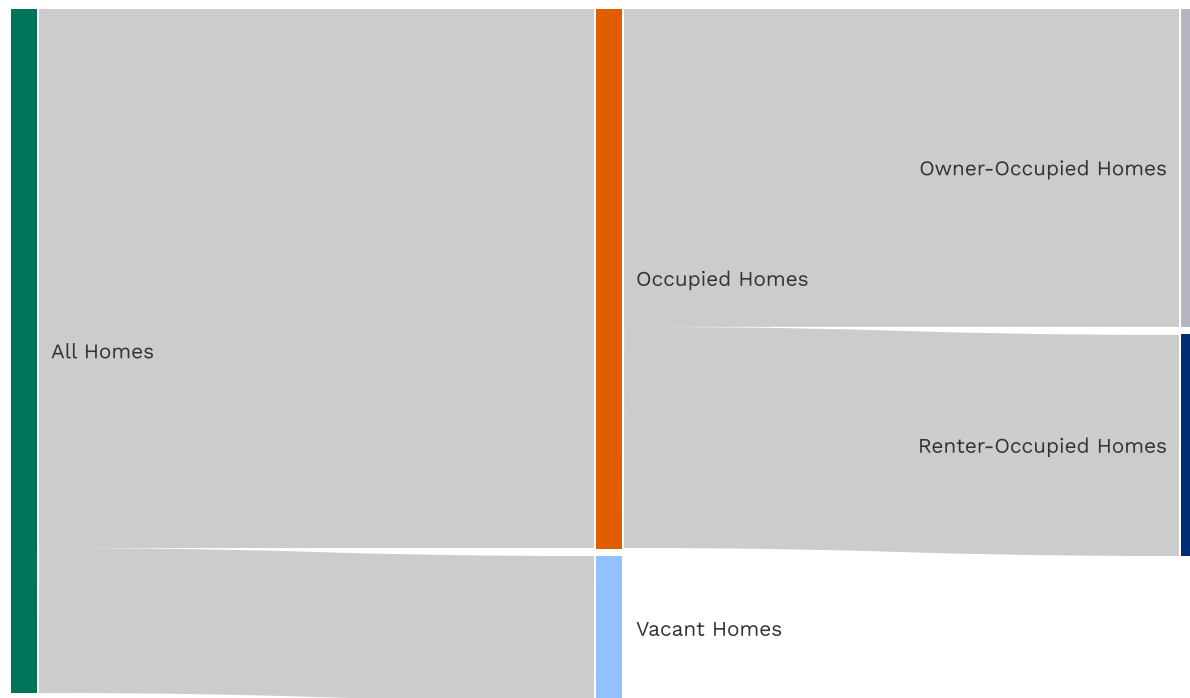 Owner-Occupied Homes
Occupied Homes
All Homes
Renter-Occupied Homes
Vacant Homes